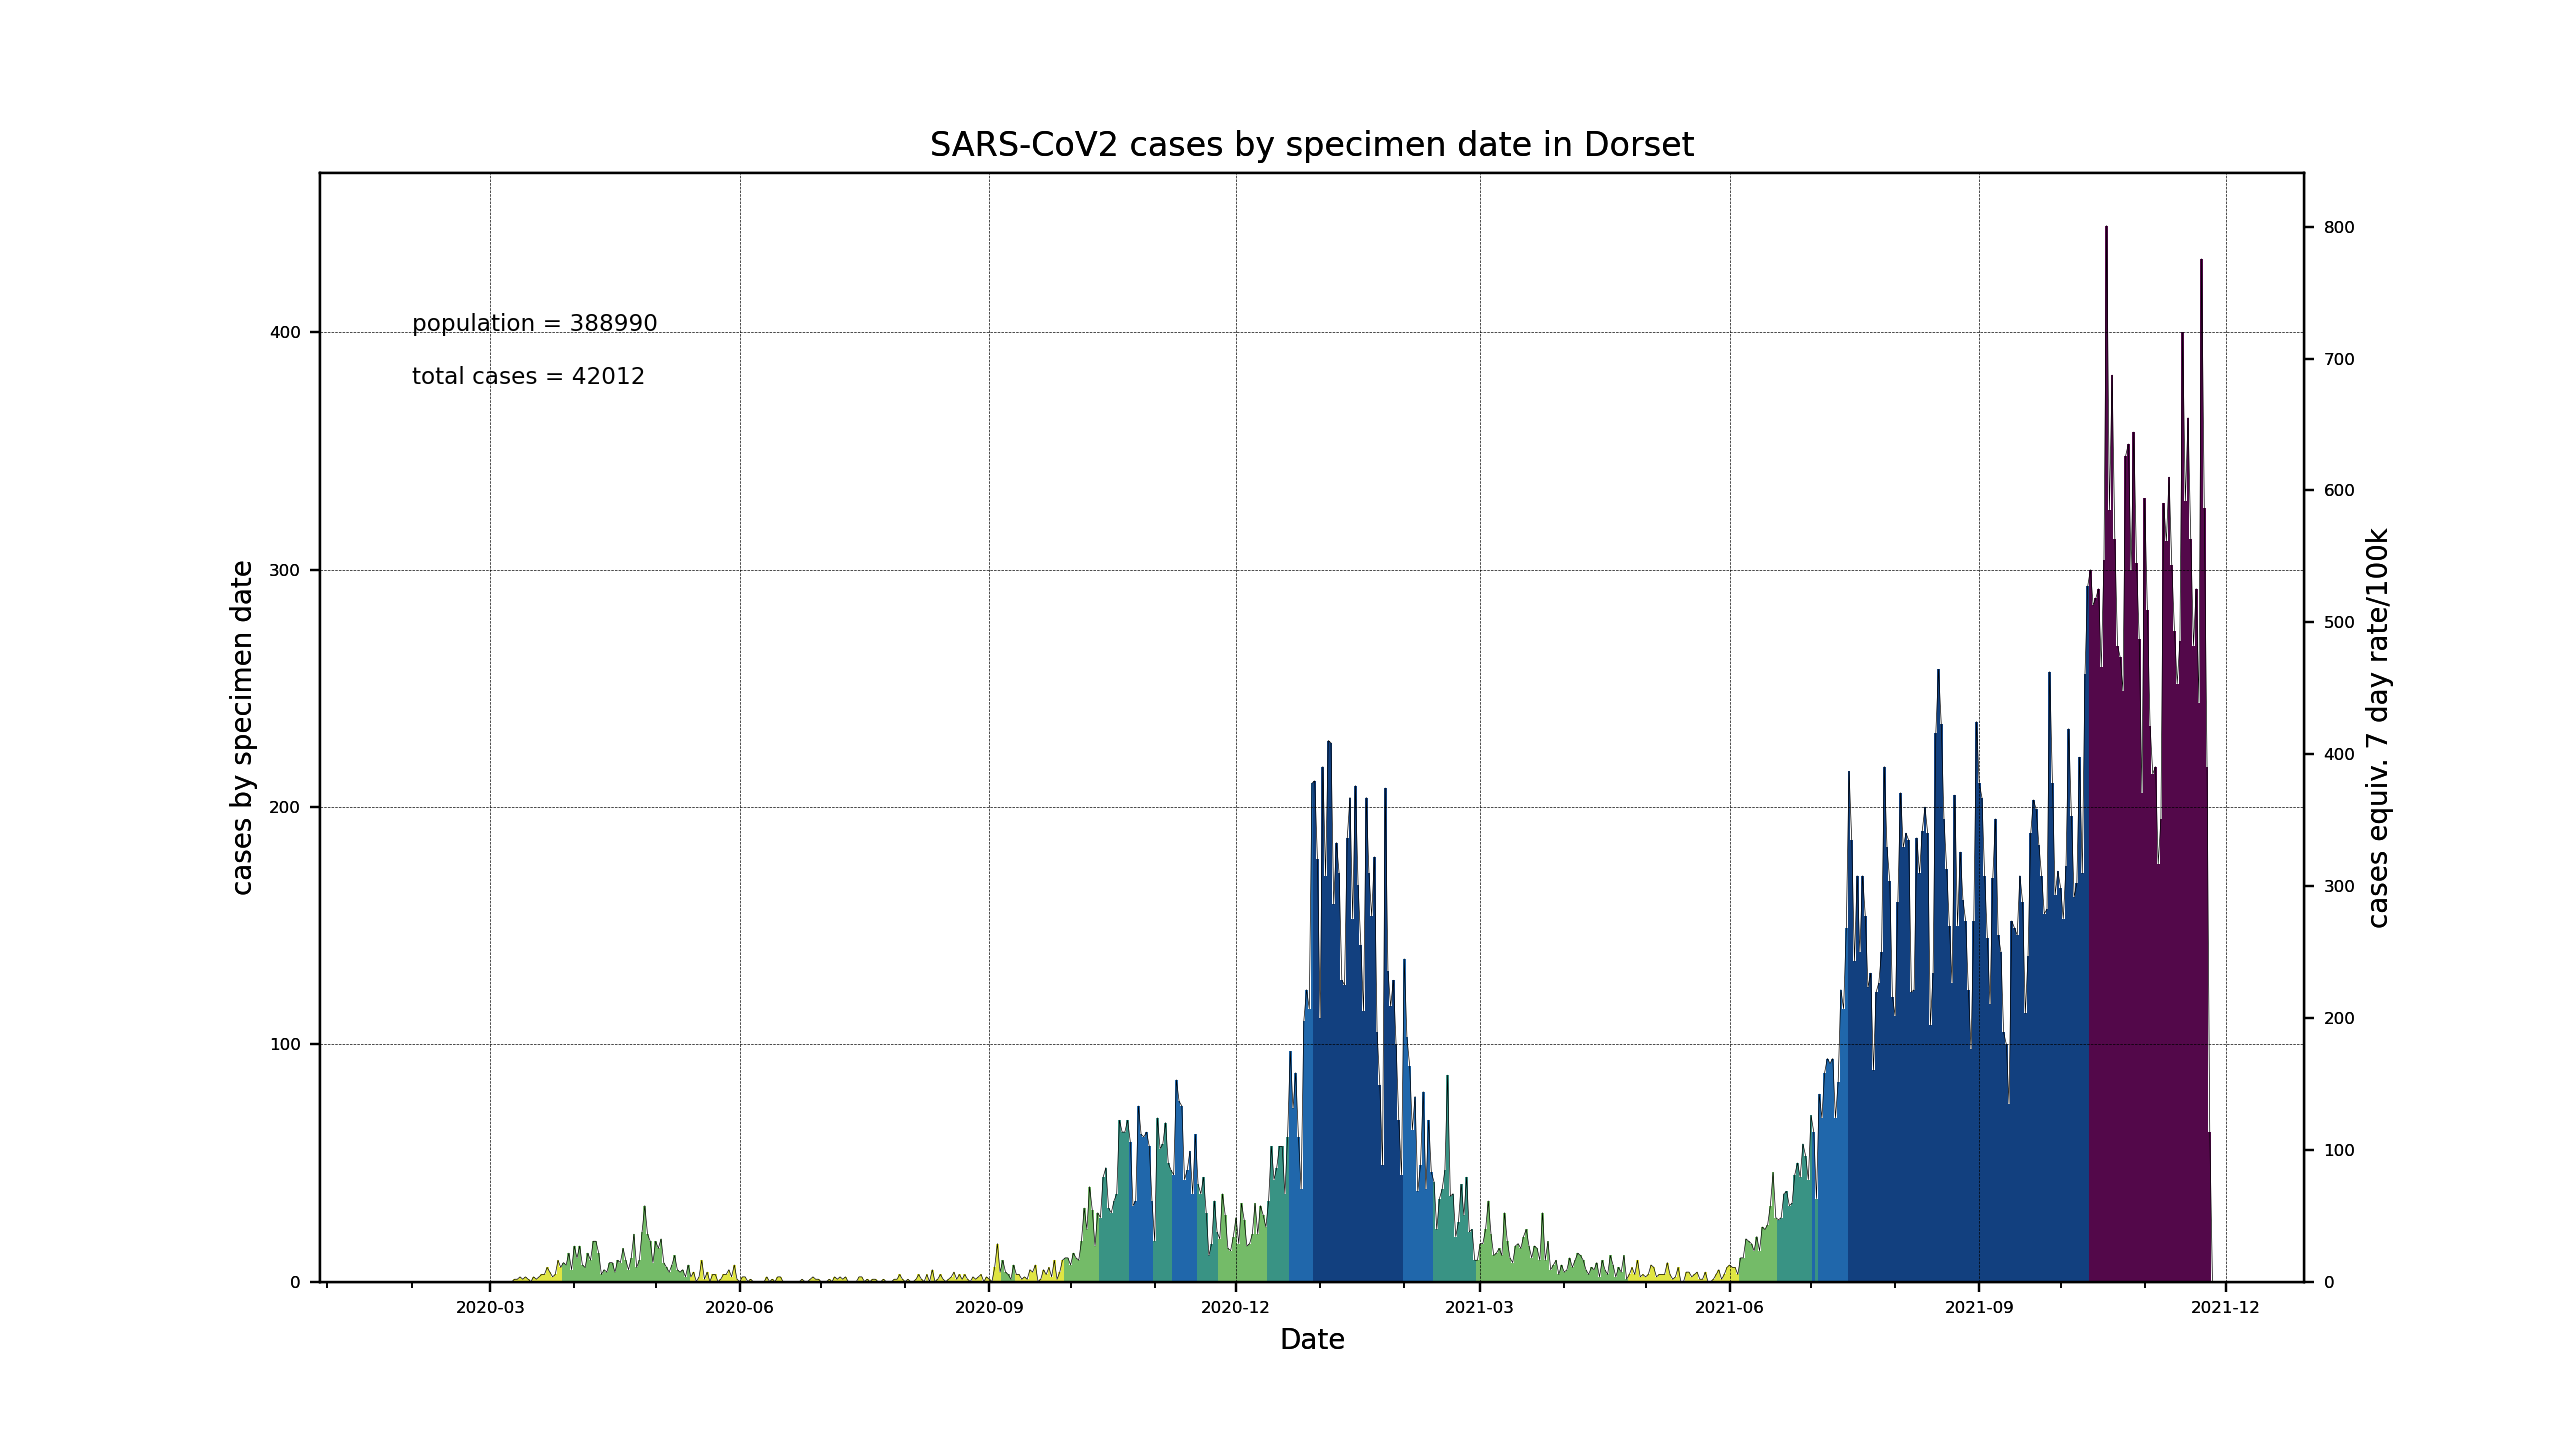 SARS-CoV2 cases by specimen date in Dorset
population = 388990
total cases = 42012
cases by specimen date
400
300
200
100
0
800
700
600
500
400
300
200
100
0
cases equiv. 7 day rate/100k
2020-03 2020-06 2020-09 2020-12 2021-03 2021-06 2021-09 2021-12
Date